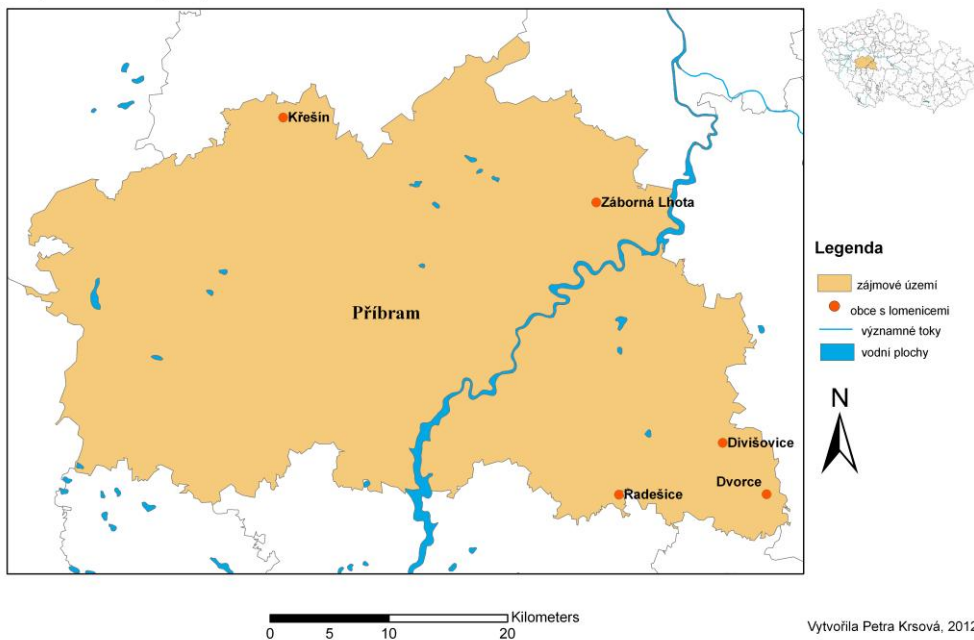 Křešín
Záborná Lhota
Příbram
Divišovice
Dvorce
Radešice
Legenda
zájmové území
obce s lomenicemi
významné toky
vodní plochy
N
Kilometers
0 5 10 20
Vytvořila Petra Krsová, 2012